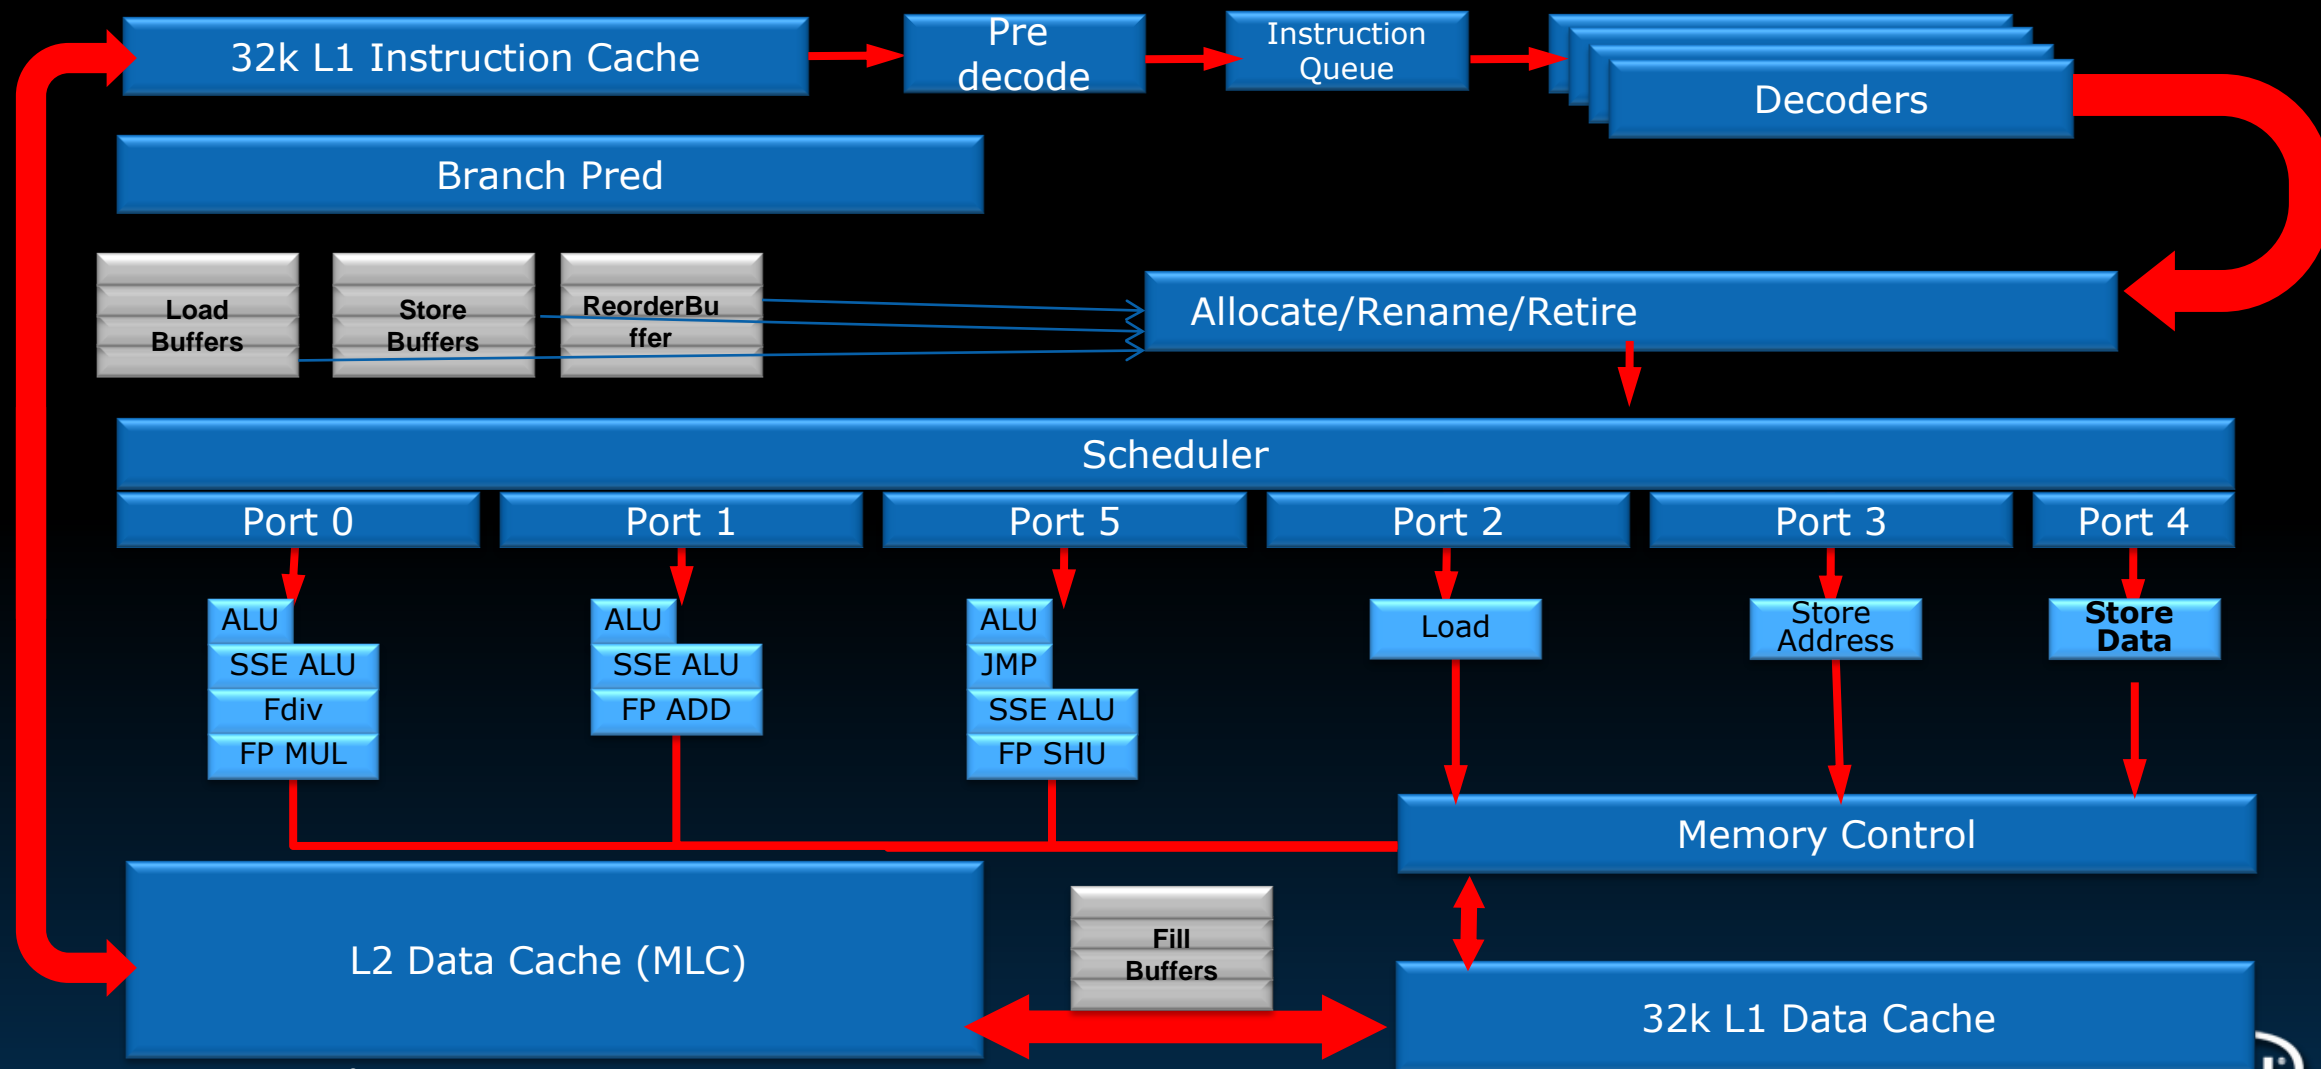 32k L1 Instruction Cache
Pre
decode
Instruction
Queue
Decoders
Branch Pred
Load
Buffers
Store
Buffers
ReorderBu
ffer
Allocate/Rename/Retire
Scheduler
Port 0
Port 1
Port 5
Port 2
Port 3
Port 4
ALU
SSE ALU
Fdiv
FP MUL
ALU
SSE ALU
FP ADD
ALU
JMP
SSE ALU
FP SHU
Load
Store
Address
Store
Data
Memory Control
L2 Data Cache (MLC)
Fill
Buffers
32k L1 Data Cache